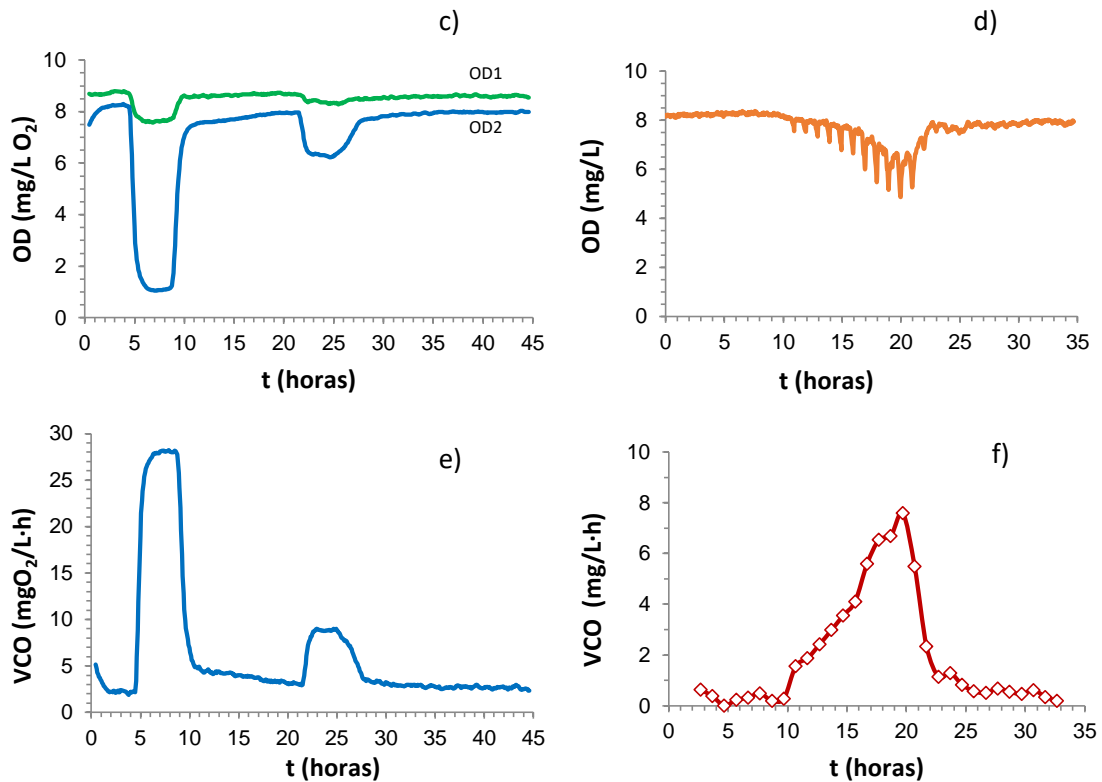 c)
OD (mg/L O₂)
10
8
6
4
2
0
OD1
OD2
0 5 10 15 20 25 30 35 40 45
t (horas)
d)
OD (mg/L)
10
8
6
4
2
0
0 5 10 15 20 25 30 35
t (horas)
e)
VCO (mgO₂/L·h)
30
25
20
15
10
5
0
0 5 10 15 20 25 30 35 40 45
t (horas)
f)
VCO (mg/L·h)
10
8
6
4
2
0
0 5 10 15 20 25 30 35
t (horas)